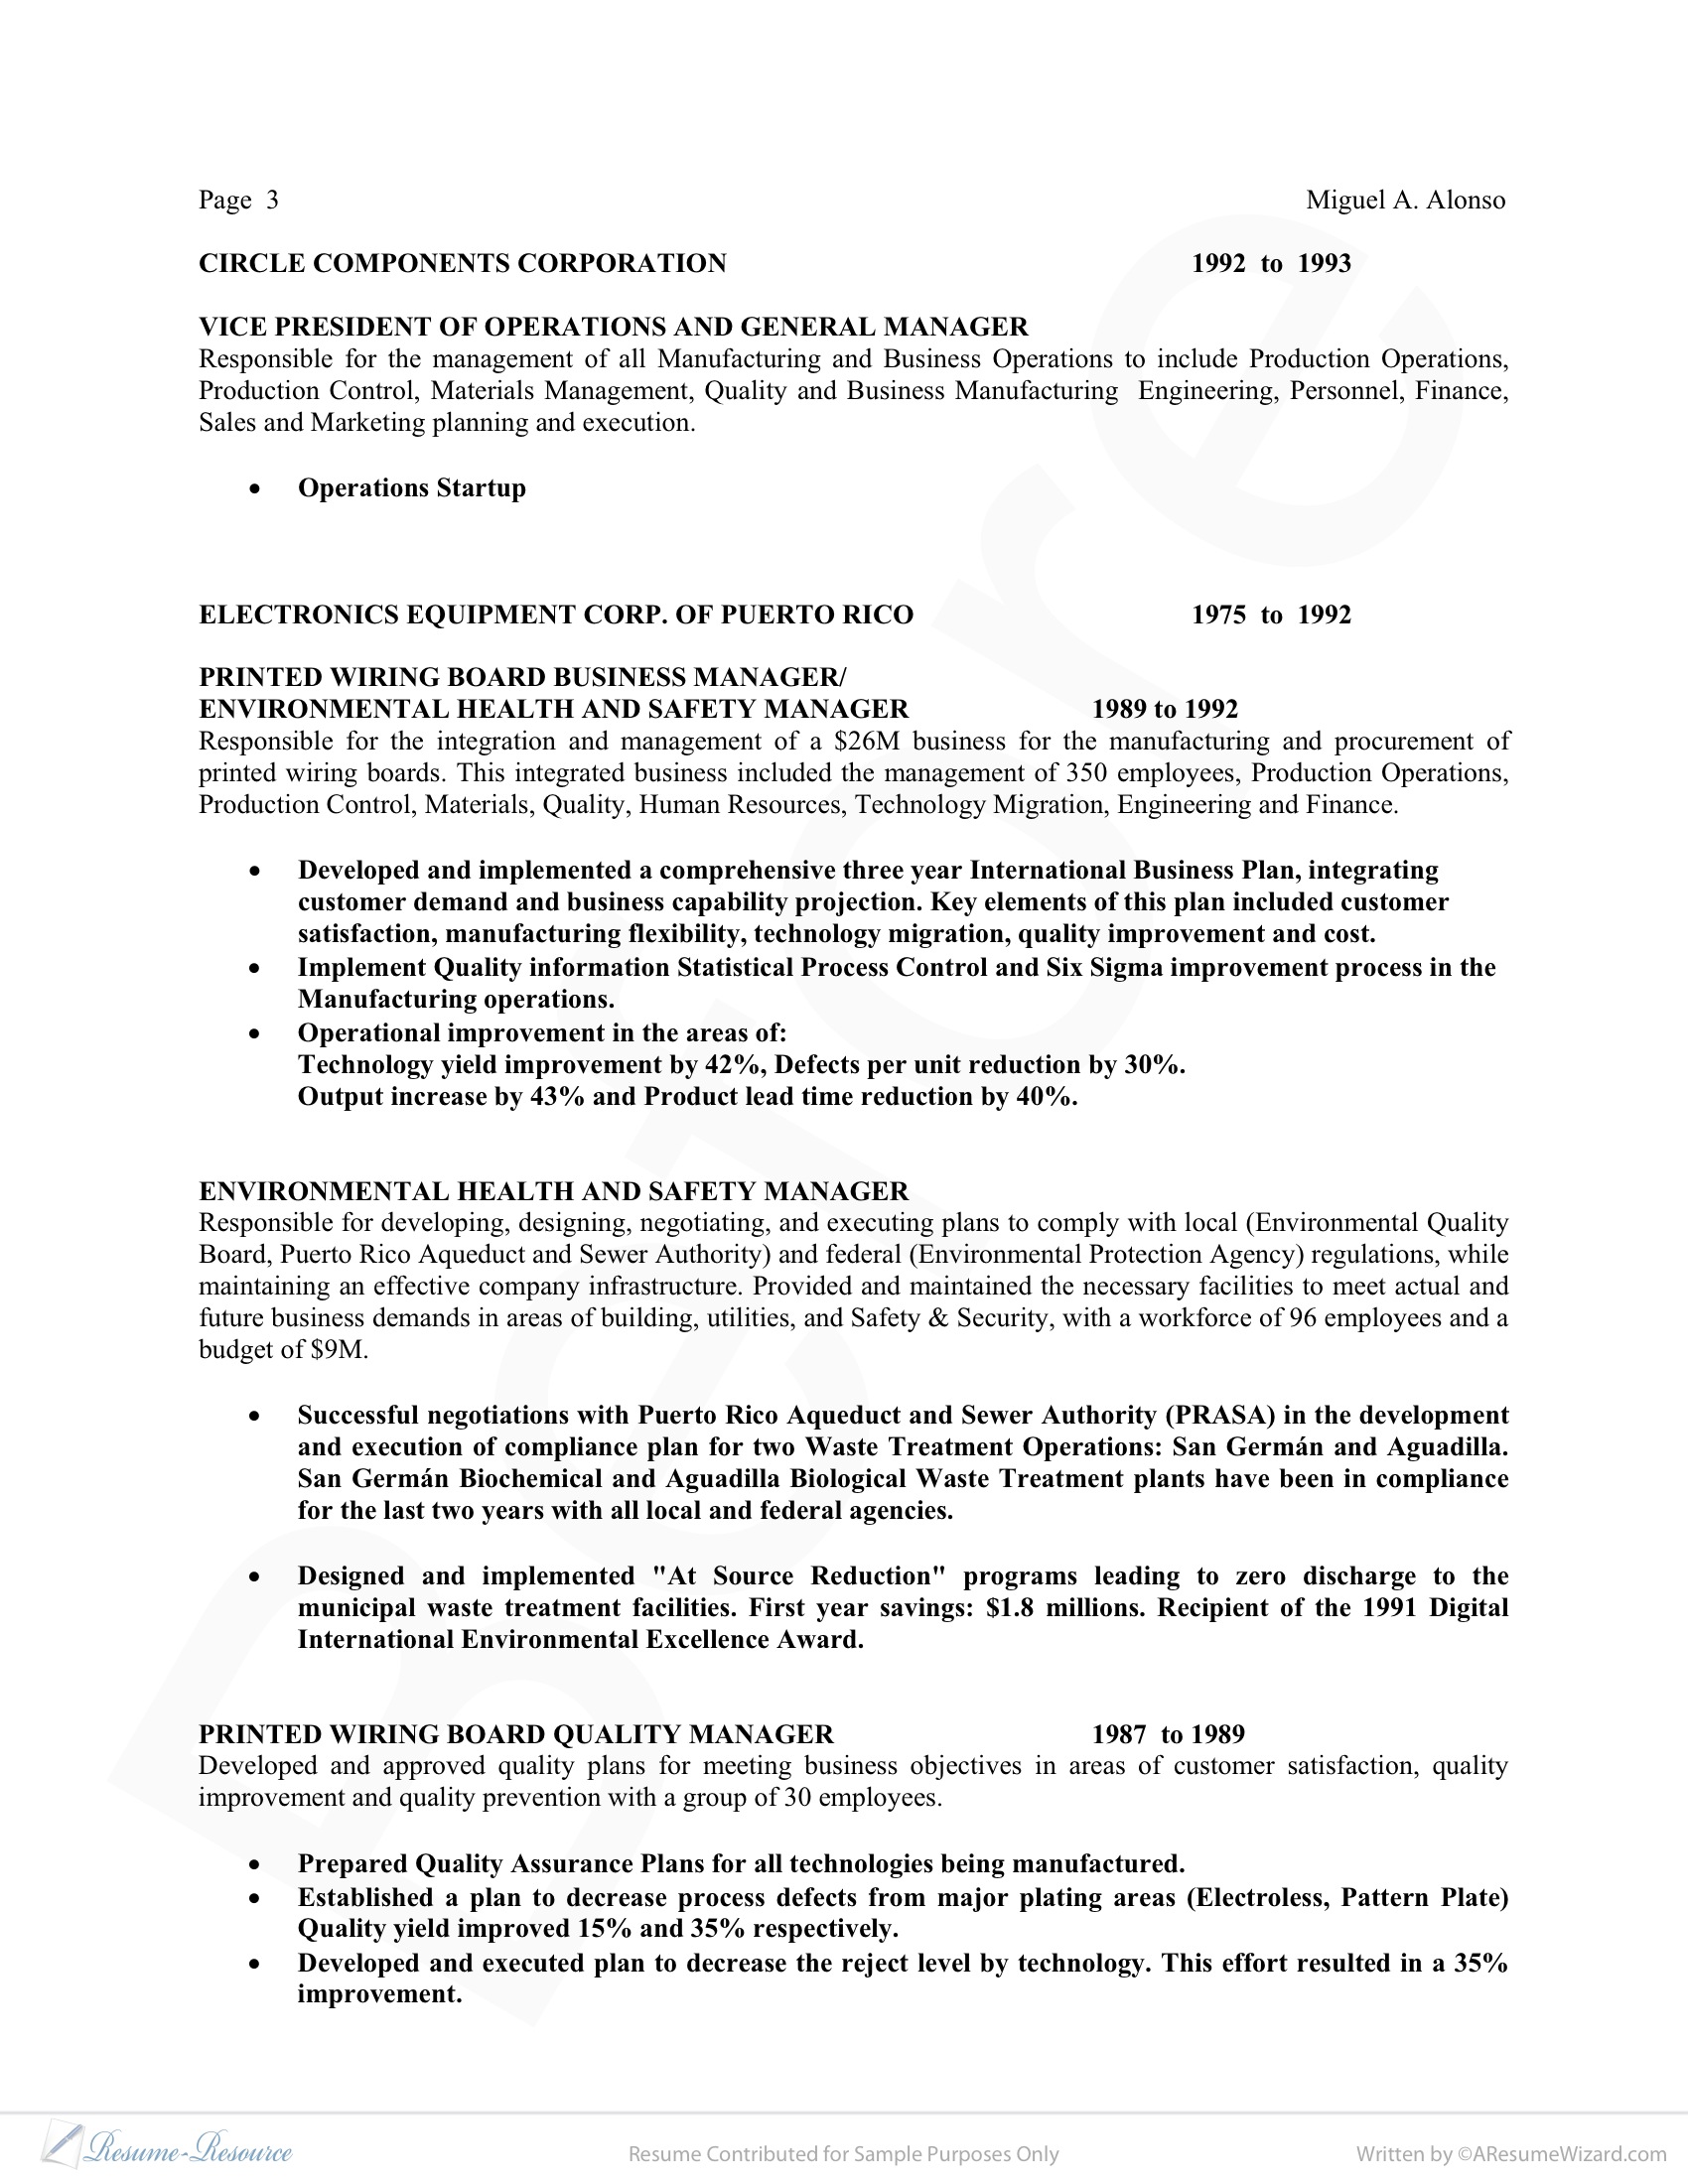 Page 3 Miguel A. Alonso
CIRCLE COMPONENTS CORPORATION 1992 to 1993
VICE PRESIDENT OF OPERATIONS AND GENERAL MANAGER
Responsible for the management of all Manufacturing and Business Operations to include Production Operations,
Production Control, Materials Management, Quality and Business Manufacturing Engineering, Personnel, Finance,
Sales and Marketing planning and execution.
• Operations Startup
ELECTRONICS EQUIPMENT CORP. OF PUERTO RICO 1975 to 1992
PRINTED WIRING BOARD BUSINESS MANAGER/
ENVIRONMENTAL HEALTH AND SAFETY MANAGER 1989 to 1992
Responsible for the integration and management of a $26M business for the manufacturing and procurement of
printed wiring boards. This integrated business included the management of 350 employees, Production Operations,
Production Control, Materials, Quality, Human Resources, Technology Migration, Engineering and Finance.
• Developed and implemented a comprehensive three year International Business Plan, integrating
customer demand and business capability projection. Key elements of this plan included customer
satisfaction, manufacturing flexibility, technology migration, quality improvement and cost.
• Implement Quality information Statistical Process Control and Six Sigma improvement process in the
Manufacturing operations.
• Operational improvement in the areas of:
Technology yield improvement by 42%, Defects per unit reduction by 30%.
Output increase by 43% and Product lead time reduction by 40%.
ENVIRONMENTAL HEALTH AND SAFETY MANAGER
Responsible for developing, designing, negotiating, and executing plans to comply with local (Environmental Quality
Board, Puerto Rico Aqueduct and Sewer Authority) and federal (Environmental Protection Agency) regulations, while
maintaining an effective company infrastructure. Provided and maintained the necessary facilities to meet actual and
future business demands in areas of building, utilities, and Safety & Security, with a workforce of 96 employees and a
budget of $9M.
• Successful negotiations with Puerto Rico Aqueduct and Sewer Authority (PRASA) in the development
and execution of compliance plan for two Waste Treatment Operations: San Germán and Aguadilla.
San Germán Biochemical and Aguadilla Biological Waste Treatment plants have been in compliance
for the last two years with all local and federal agencies.
• Designed and implemented "At Source Reduction" programs leading to zero discharge to the
municipal waste treatment facilities. First year savings: $1.8 millions. Recipient of the 1991 Digital
International Environmental Excellence Award.
PRINTED WIRING BOARD QUALITY MANAGER 1987 to 1989
Developed and approved quality plans for meeting business objectives in areas of customer satisfaction, quality
improvement and quality prevention with a group of 30 employees.
• Prepared Quality Assurance Plans for all technologies being manufactured.
• Established a plan to decrease process defects from major plating areas (Electroless, Pattern Plate)
Quality yield improved 15% and 35% respectively.
• Developed and executed plan to decrease the reject level by technology. This effort resulted in a 35%
improvement.
Before
Resume-Resource Resume Contributed for Sample Purposes Only Written by ©AResumeWizard.com